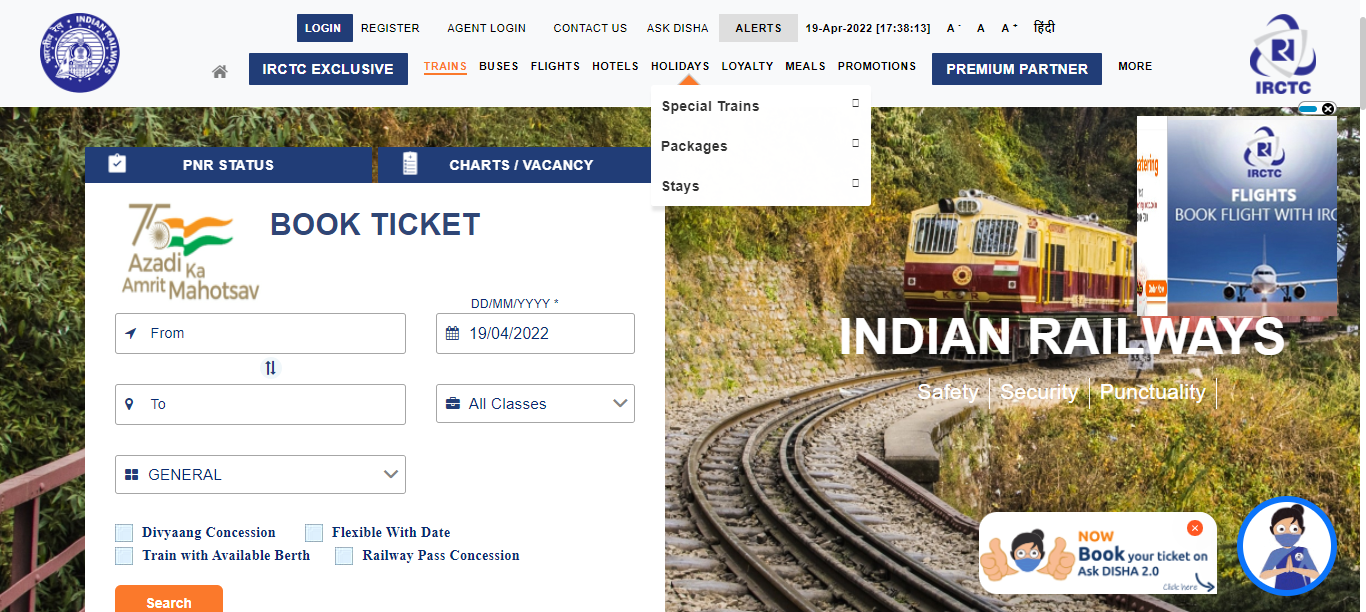 LOGIN REGISTER AGENT LOGIN CONTACT US ASK DISHA ALERTS 19-Apr-2022 [17:38:13] A - A A + हिंदी
भारतीय रेल INDIAN RAILWAYS
IRCTC EXCLUSIVE TRAINS BUSES FLIGHTS HOTELS HOLIDAYS LOYALTY MEALS PROMOTIONS PREMIUM PARTNER MORE
IRCTC
Special Trains
Packages
Stays
PNR STATUS
CHARTS / VACANCY
75
Azadi Ka
Amrit Mahotsav
BOOK TICKET
DD/MM/YYYY *
From
19/04/2022
To
All Classes
GENERAL
Divyaang Concession
Flexible With Date
Train with Available Berth
Railway Pass Concession
Search
atering
IRCTC
FLIGHTS
BOOK FLIGHT WITH IRC
INDIAN RAILWAYS
Safety Security Punctuality
NOW
Book your ticket on
Ask DISHA 2.0
Click here